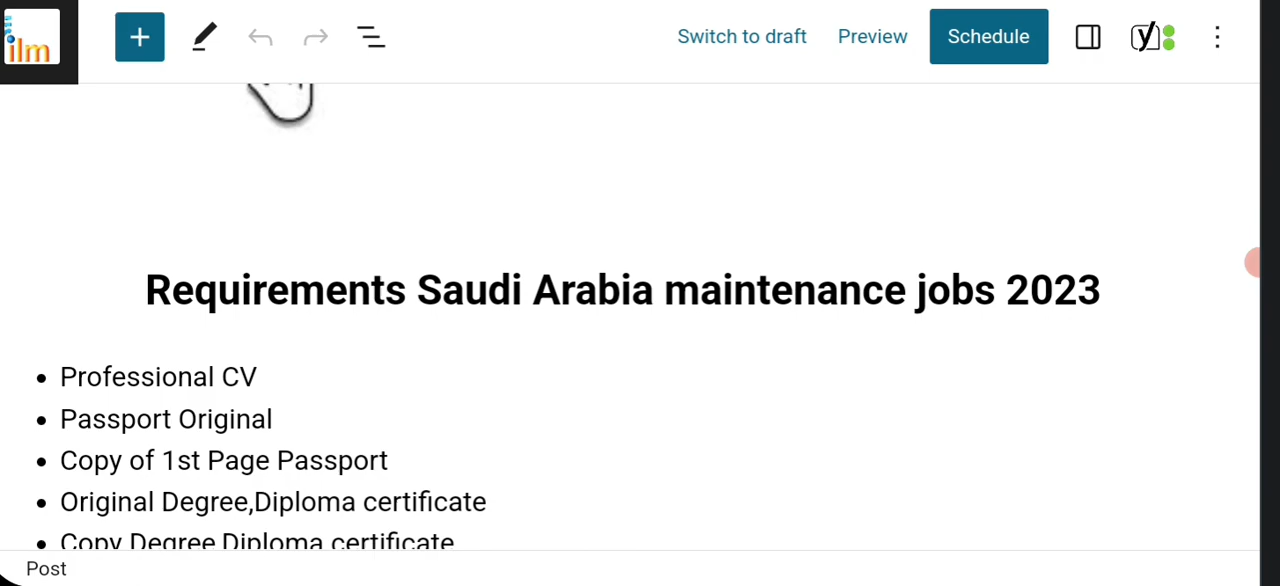 ilm
Switch to draft Preview Schedule
Requirements Saudi Arabia maintenance jobs 2023
• Professional CV
• Passport Original
• Copy of 1st Page Passport
• Original Degree,Diploma certificate
• Copy Degree Diploma certificate
Post